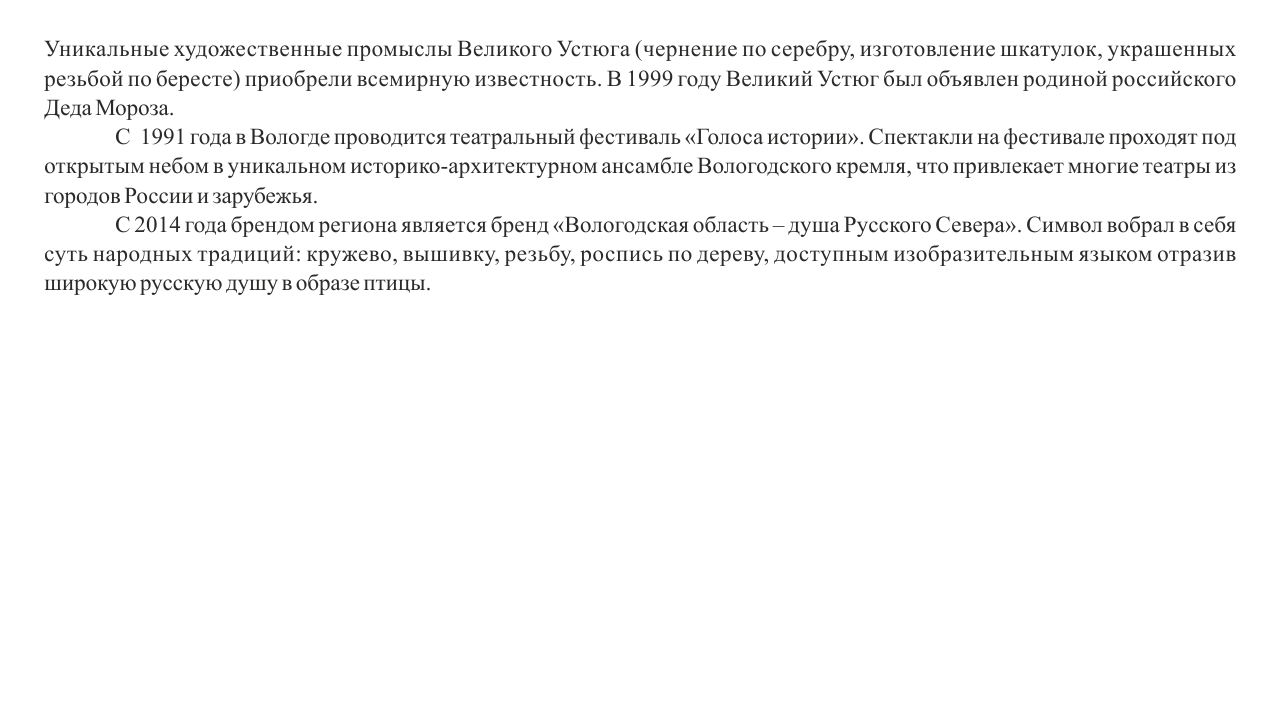 Уникальные художественные промыслы Великого Устюга (чернение по серебру, изготовление шкатулок, украшенных
резьбой по бересте) приобрели всемирную известность. В 1999 году Великий Устюг был объявлен родиной российского
Деда Мороза.
С 1991 года в Вологде проводится театральный фестиваль «Голоса истории». Спектакли на фестивале проходят под
открытым небом в уникальном историко-архитектурном ансамбле Вологодского кремля, что привлекает многие театры из
городов России и зарубежья.
С 2014 года брендом региона является бренд «Вологодская область – душа Русского Севера». Символ вобрал в себя
суть народных традиций: кружево, вышивку, резьбу, роспись по дереву, доступным изобразительным языком отразив
широкую русскую душу в образе птицы.